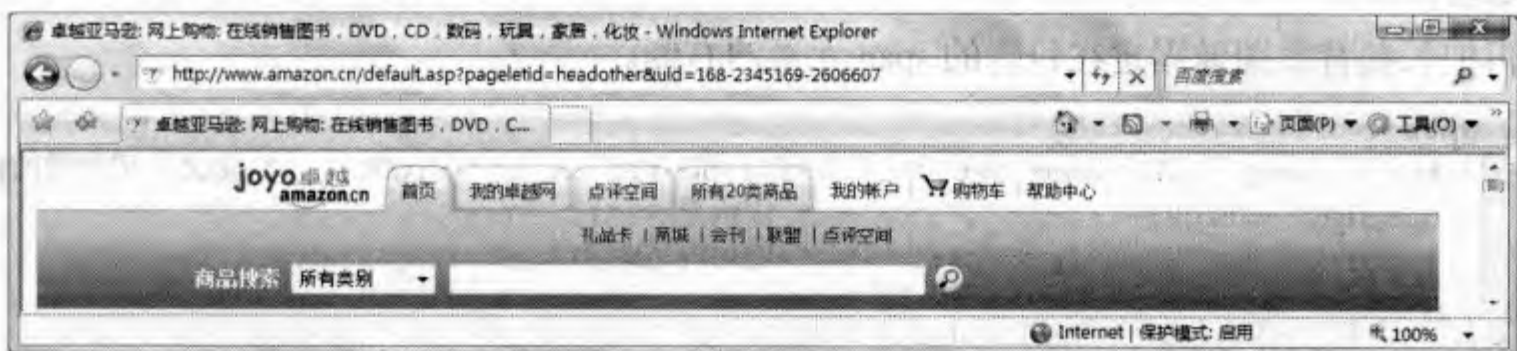 卓越亚马逊: 网上购物: 在线销售图书 , DVD , CD , 数码 , 玩具 , 家居 , 化妆 - Windows Internet Explorer
http://www.amazon.cn/default.asp?pageletid=headother&uid=168-2345169-2606607 百度搜索
卓越亚马逊: 网上购物: 在线销售图书 , DVD , C... 页面(P) 工具(O) »
joyo卓越
amazon.cn 首页 我的卓越网 点评空间 所有20类商品 我的帐户 购物车 帮助中心
礼品卡 | 商城 | 会刊 | 联盟 | 点评空间
商品搜索 所有类别
Internet | 保护模式: 启用 100%